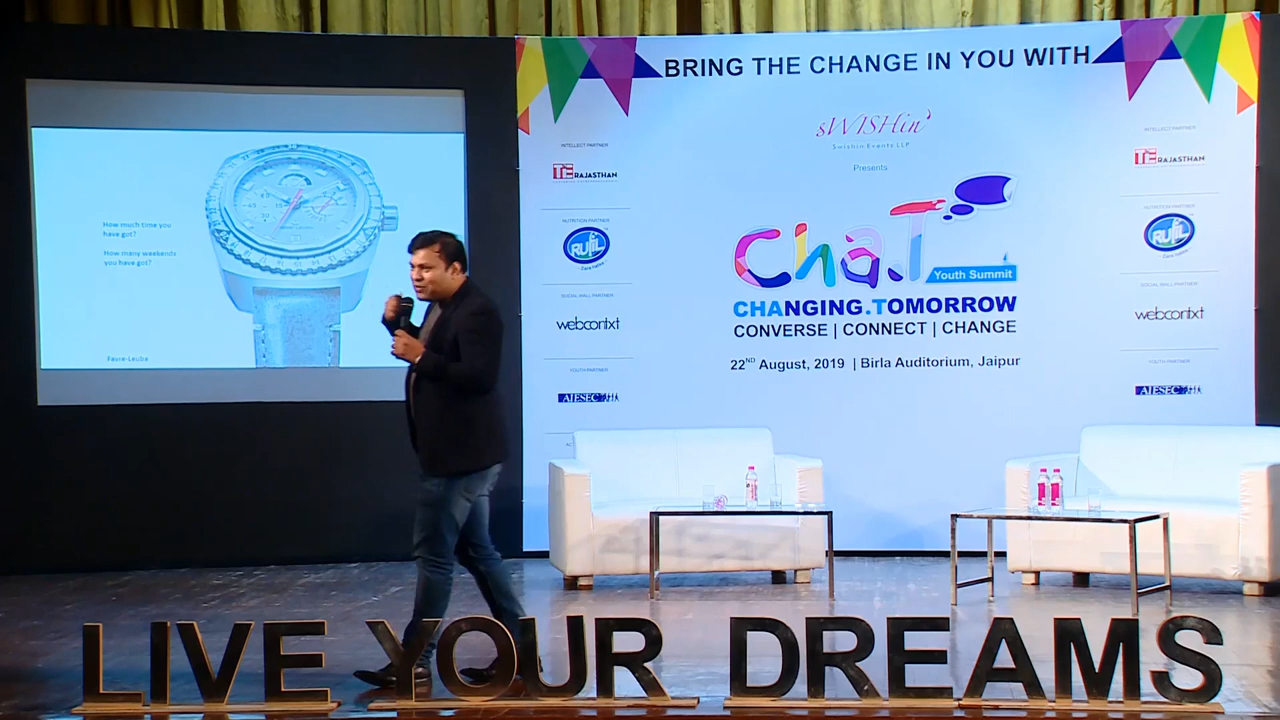 BRING THE CHANGE IN YOU WITH
sWISHin'
Swishin Events LLP
Presents
ChaT
Youth Summit
CHANGING.TOMORROW
CONVERSE | CONNECT | CHANGE
22ND August, 2019 | Birla Auditorium, Jaipur
INTELLECT PARTNER
TiE RAJASTHAN
NUTRITION PARTNER
RUFIL
SOCIAL WALL PARTNER
webcontxt
YOUTH PARTNER
AIESEC
INTELLECT PARTNER
TiE RAJASTHAN
NUTRITION PARTNER
RUFIL
SOCIAL WALL PARTNER
webcontxt
YOUTH PARTNER
AIESEC
How much time you
have got?
How many weekends
you have got?
Favre-Leuba
LIVE YOUR DREAMS